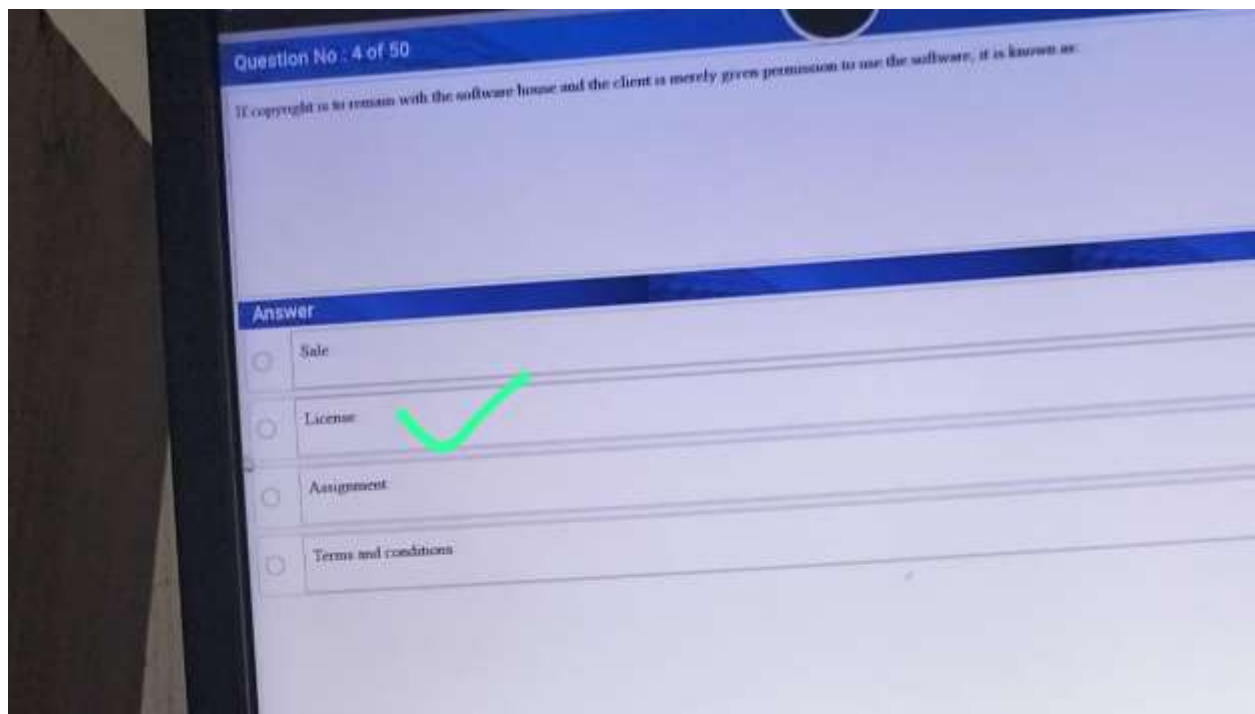 Question No : 4 of 50
If copyright is to remain with the software house and the client is merely given permission to use the software, it is known as:
Answer
Sale
License
Assignment
Terms and conditions